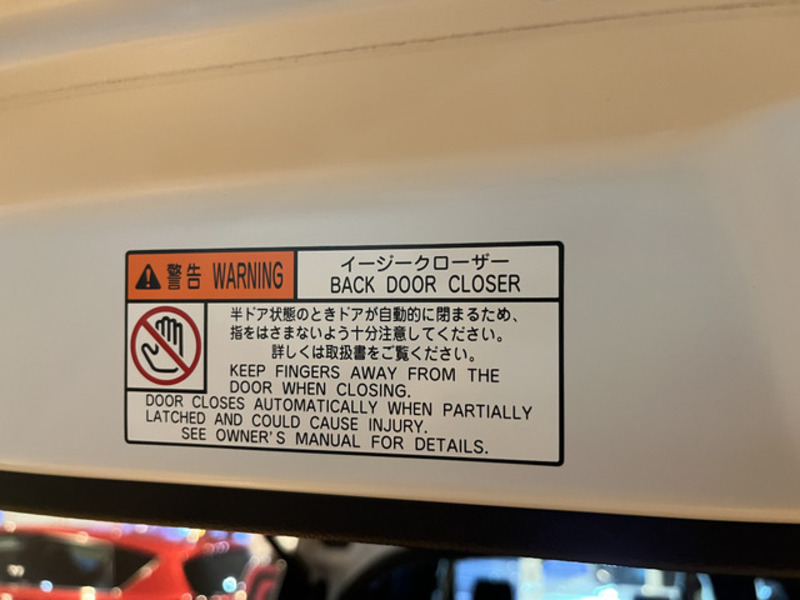 警告 WARNING
イージークローザー
BACK DOOR CLOSER
半ドア状態のときドアが自動的に閉まるため、
指をはさまないよう十分注意してください。
詳しくは取扱書をご覧ください。
KEEP FINGERS AWAY FROM THE
DOOR WHEN CLOSING.
DOOR CLOSES AUTOMATICALLY WHEN PARTIALLY
LATCHED AND COULD CAUSE INJURY.
SEE OWNER'S MANUAL FOR DETAILS.